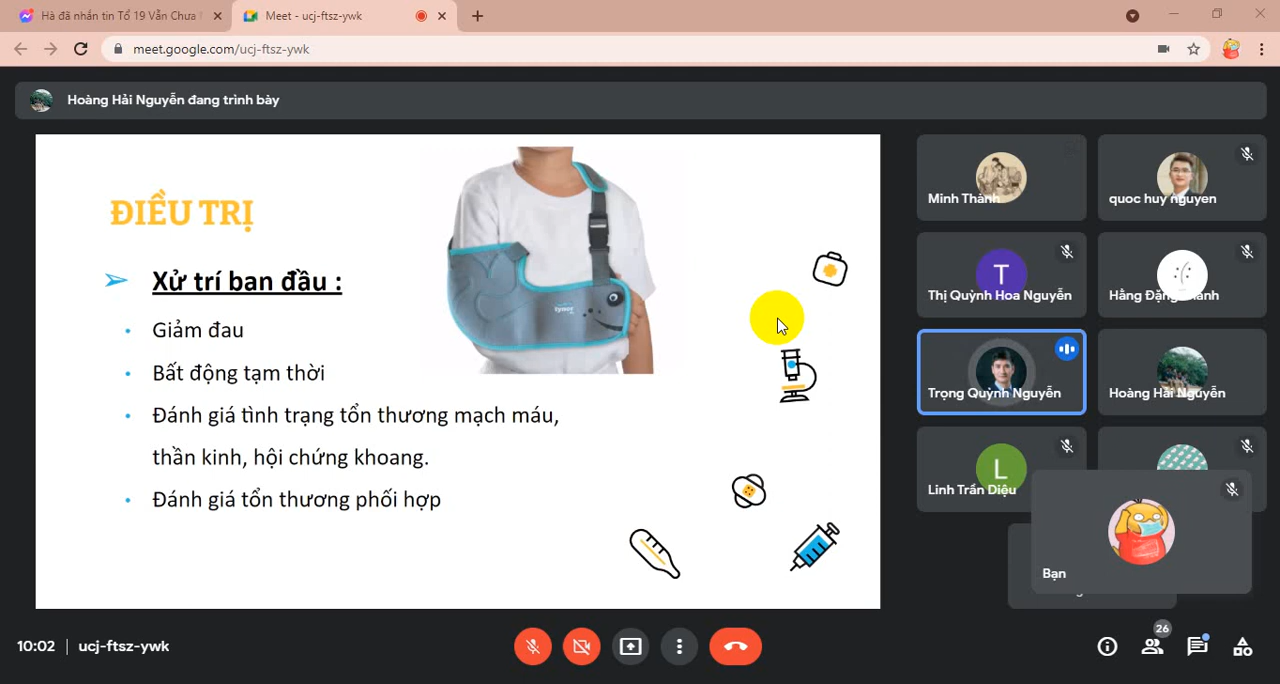 Hà đã nhắn tin Tổ 19 Vẫn Chưa
Meet - ucj-ftsz-ywk
meet.google.com/ucj-ftsz-ywk
Hoàng Hải Nguyễn đang trình bày
ĐIỀU TRỊ
Xử trí ban đầu :
Giảm đau
Bất động tạm thời
Đánh giá tình trạng tổn thương mạch máu,
thần kinh, hội chứng khoang.
Đánh giá tổn thương phối hợp
tynor
Minh Thành
quoc huy nguyen
T
Thị Quỳnh Hoa Nguyễn
Hằng Đặng Thành
Trọng Quỳnh Nguyễn
Hoàng Hải Nguyễn
L
Linh Trần Diệu
Bạn
10:02
ucj-ftsz-ywk
26